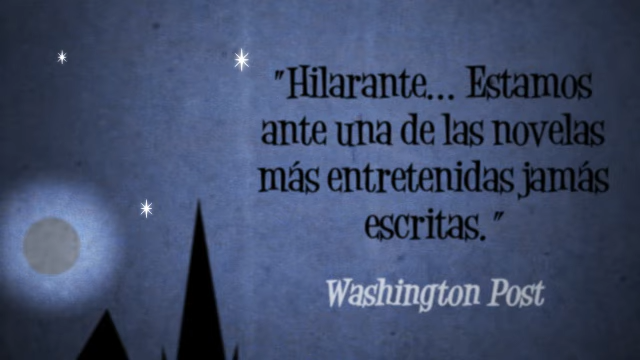 "Hilarante... Estamos
ante una de las novelas
más entretenidas jamás
escritas."
Washington Post